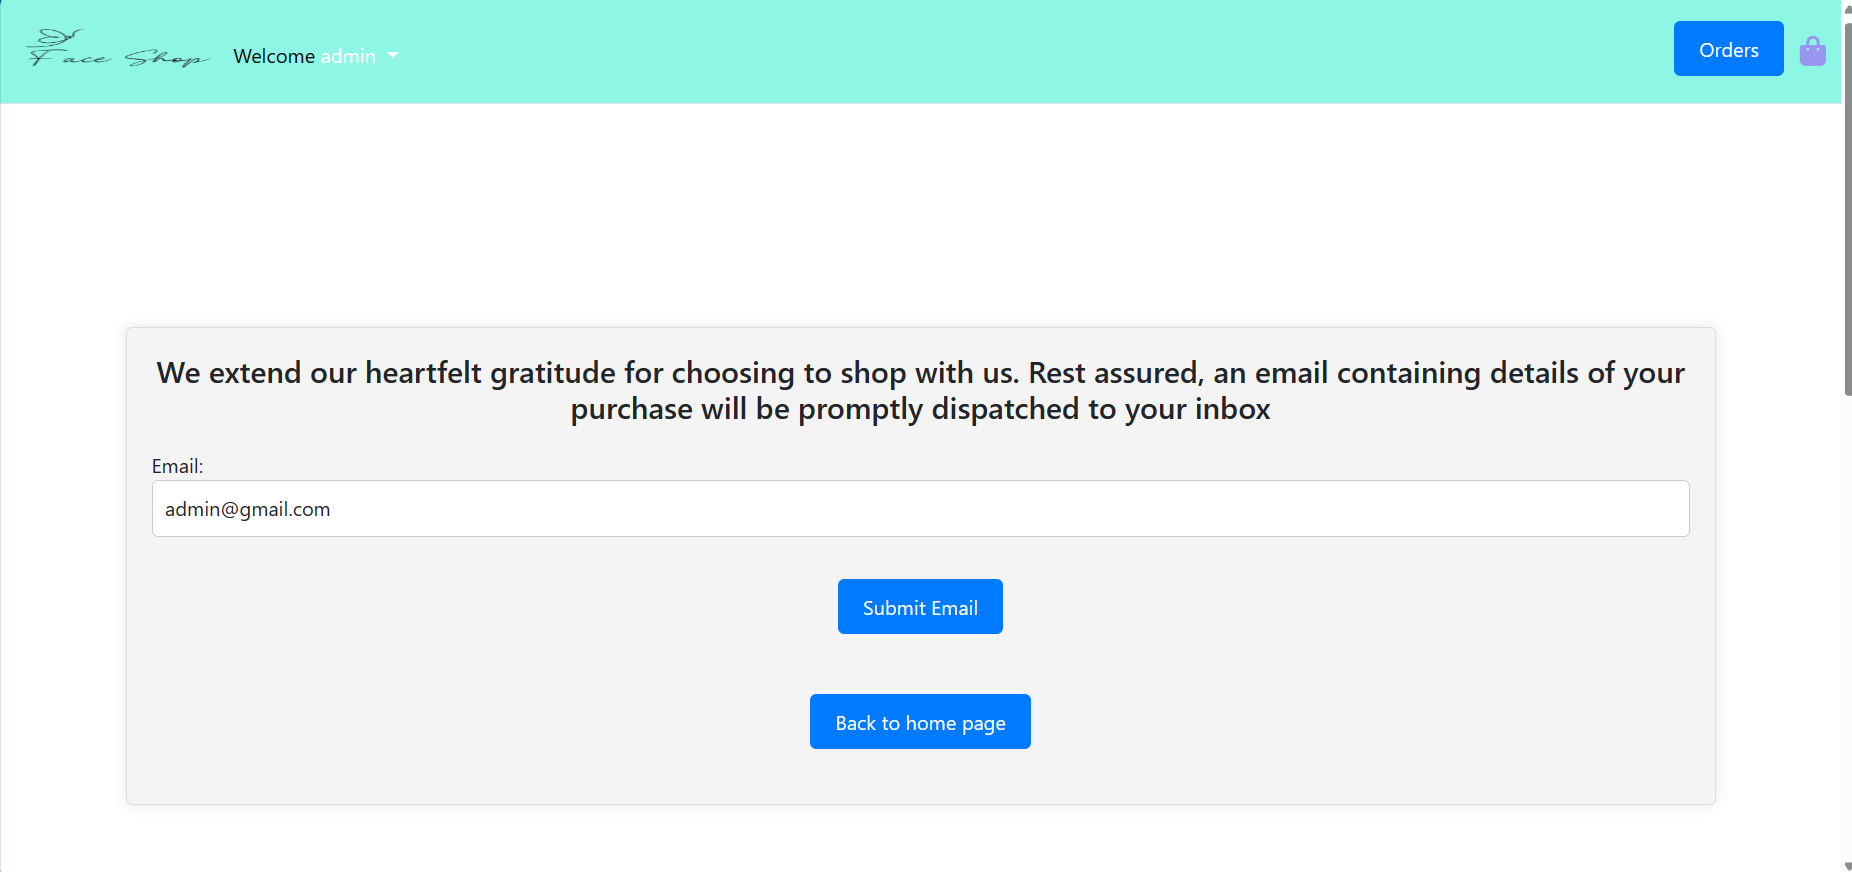 Face Shop
Welcome admin
Orders
We extend our heartfelt gratitude for choosing to shop with us. Rest assured, an email containing details of your
purchase will be promptly dispatched to your inbox
Email:
admin@gmail.com
Submit Email
Back to home page